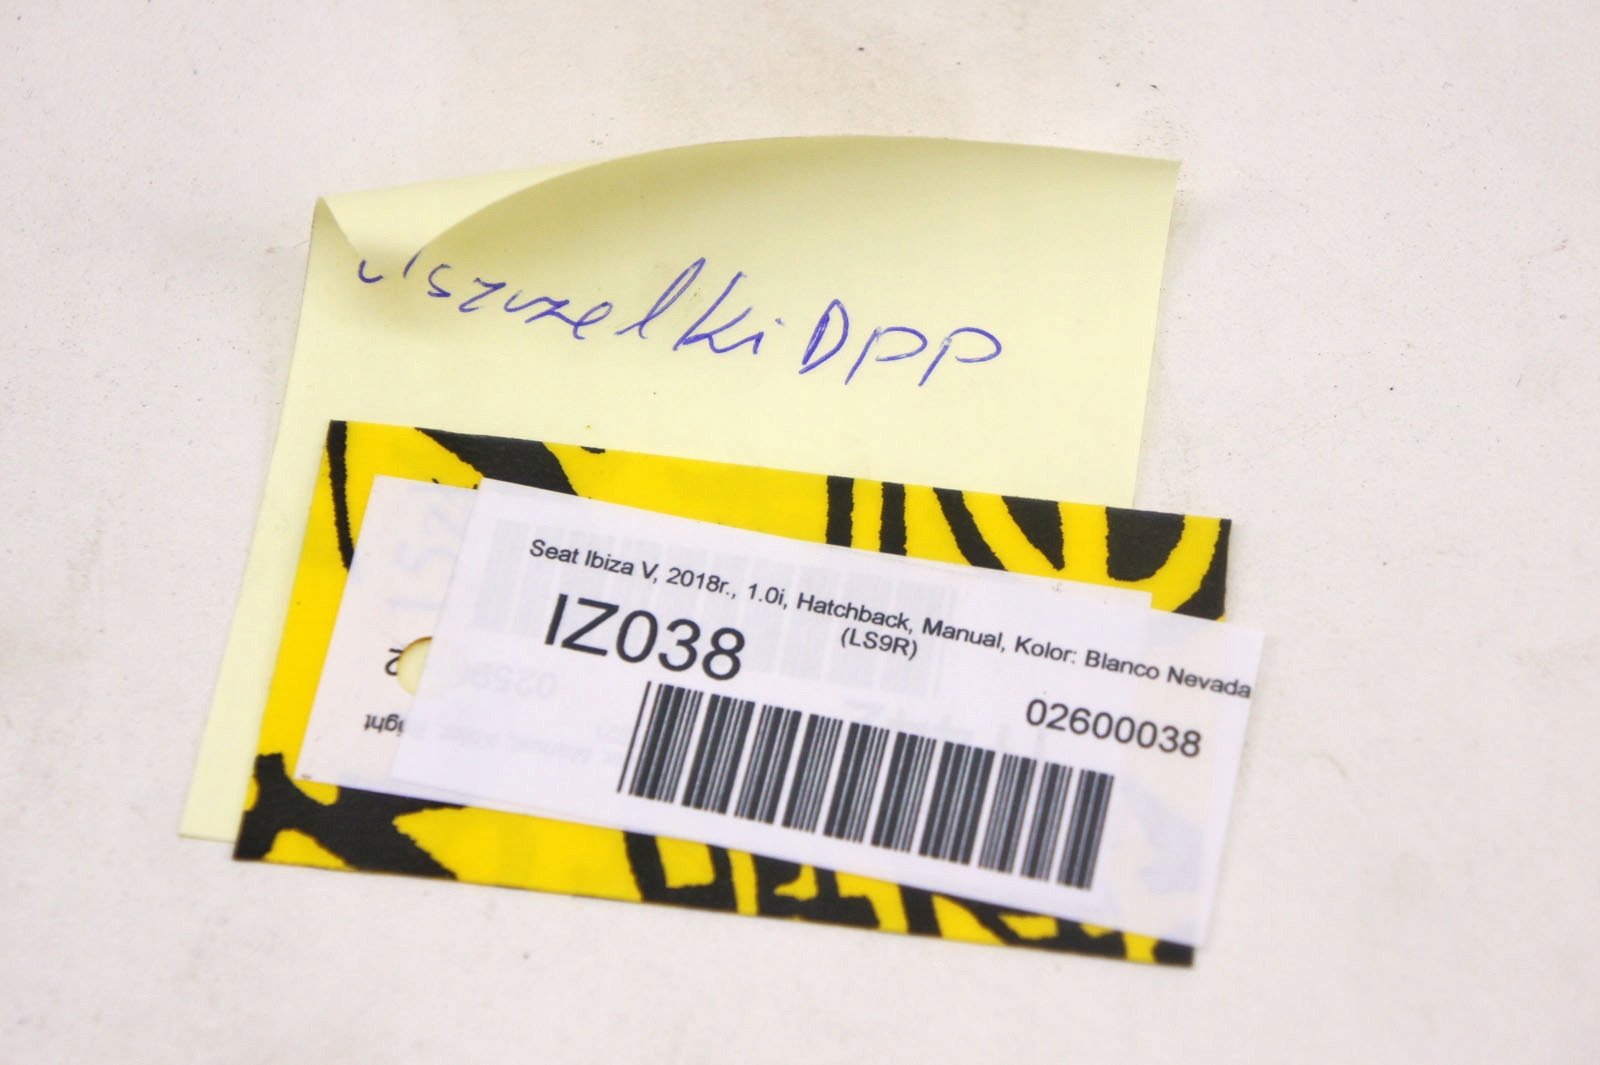 Uszczelki DPP
Seat Ibiza V, 2018r., 1.0i, Hatchback, Manual, Kolor: Blanco Nevada
(LS9R)
IZ038
02600038